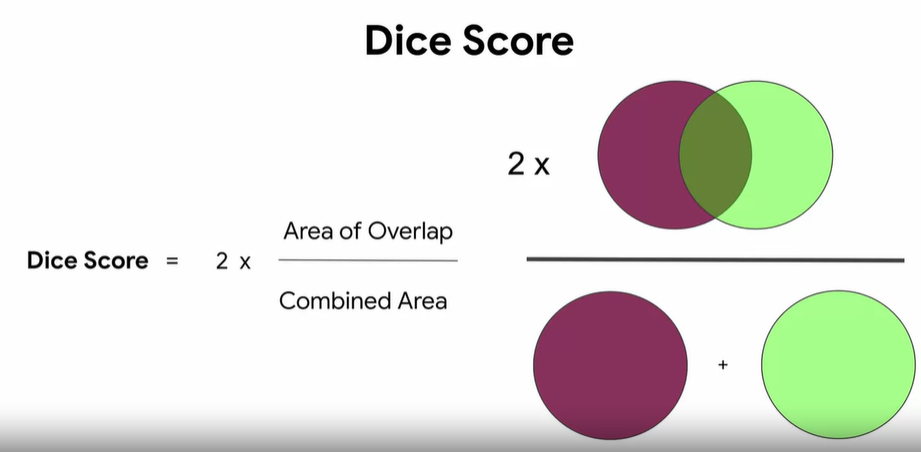 Dice Score
2 x
Dice Score = 2 x
Area of Overlap
Combined Area
+